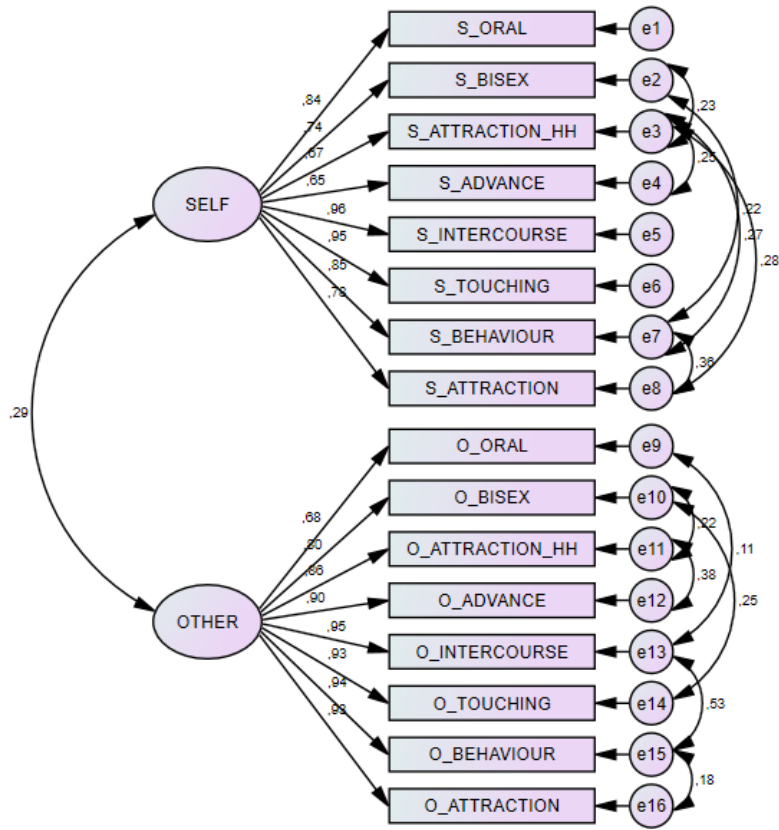 S_ORAL e1
S_BISEX e2
,84
,23
,74
S_ATTRACTION_HH e3
,67
,25
,65
S_ADVANCE e4
SELF
,96
,22
S_INTERCOURSE e5
,27
,95
,28
,85
S_TOUCHING e6
,78
S_BEHAVIOUR e7
,36
S_ATTRACTION e8
,29
O_ORAL e9
O_BISEX e10
,68
,22
,80
O_ATTRACTION_HH e11
,11
,86
,38
,90
O_ADVANCE e12
,25
OTHER
,95
O_INTERCOURSE e13
,93
,94
O_TOUCHING e14
,53
,93
O_BEHAVIOUR e15
,18
O_ATTRACTION e16